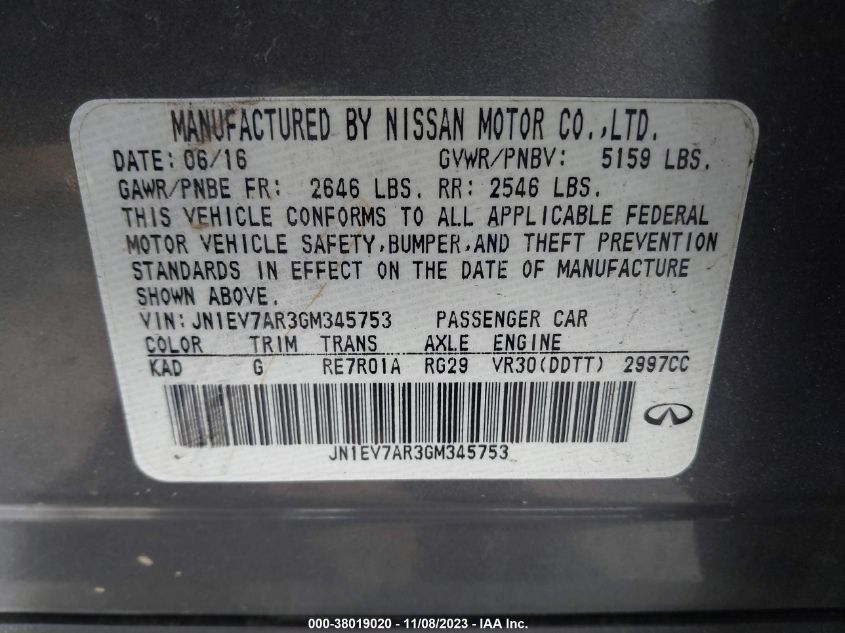 MANUFACTURED BY NISSAN MOTOR CO.,LTD.
DATE: 06/16 GVWR/PNBV: 5159 LBS.
GAWR/PNBE FR: 2646 LBS. RR: 2546 LBS.
THIS VEHICLE CONFORMS TO ALL APPLICABLE FEDERAL
MOTOR VEHICLE SAFETY,BUMPER,AND THEFT PREVENTION
STANDARDS IN EFFECT ON THE DATE OF MANUFACTURE
SHOWN ABOVE.
VIN: JN1EV7AR3GM345753 PASSENGER CAR
COLOR TRIM TRANS AXLE ENGINE
KAD G RE7R01A RG29 VR30(DDTT) 2997CC
JN1EV7AR3GM345753
000-38019020 - 11/08/2023 - IAA Inc.